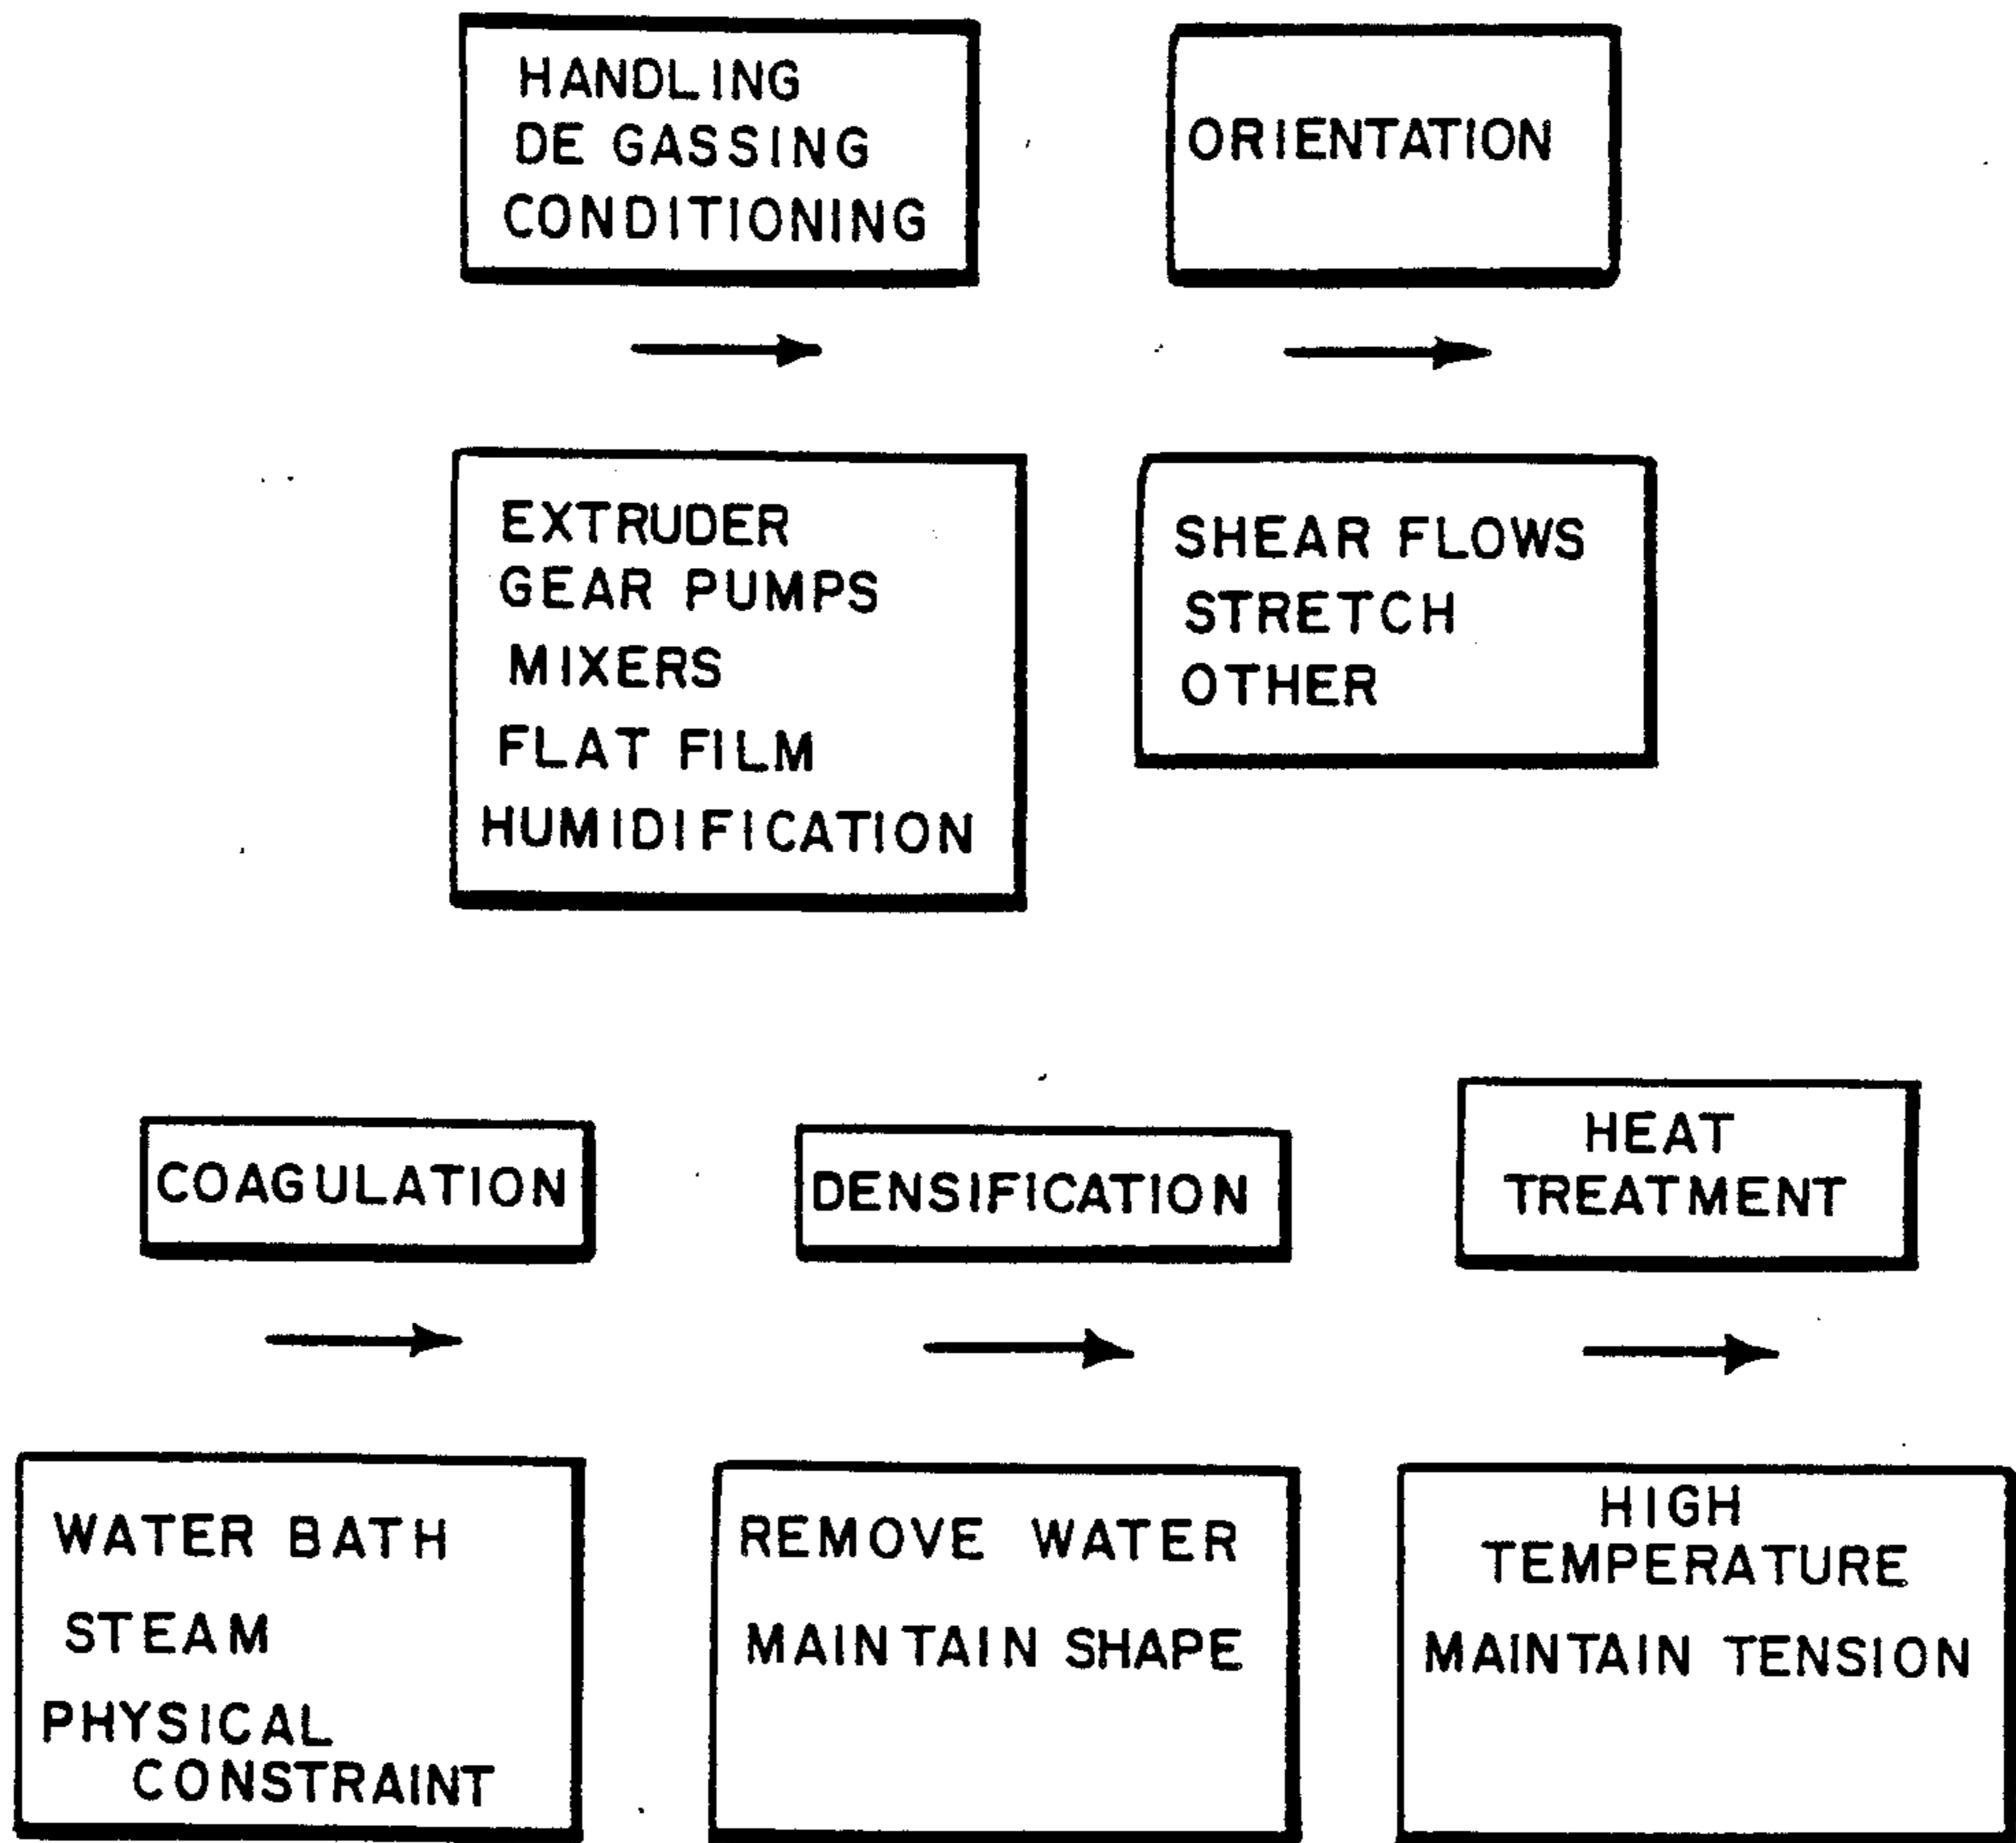 HANDLING
DE GASSING
CONDITIONING
ORIENTATION
EXTRUDER
GEAR PUMPS
MIXERS
FLAT FILM
HUMIDIFICATION
SHEAR FLOWS
STRETCH
OTHER
COAGULATION
DENSIFICATION
HEAT
TREATMENT
WATER BATH
STEAM
PHYSICAL
CONSTRAINT
REMOVE WATER
MAINTAIN SHAPE
HIGH
TEMPERATURE
MAINTAIN TENSION